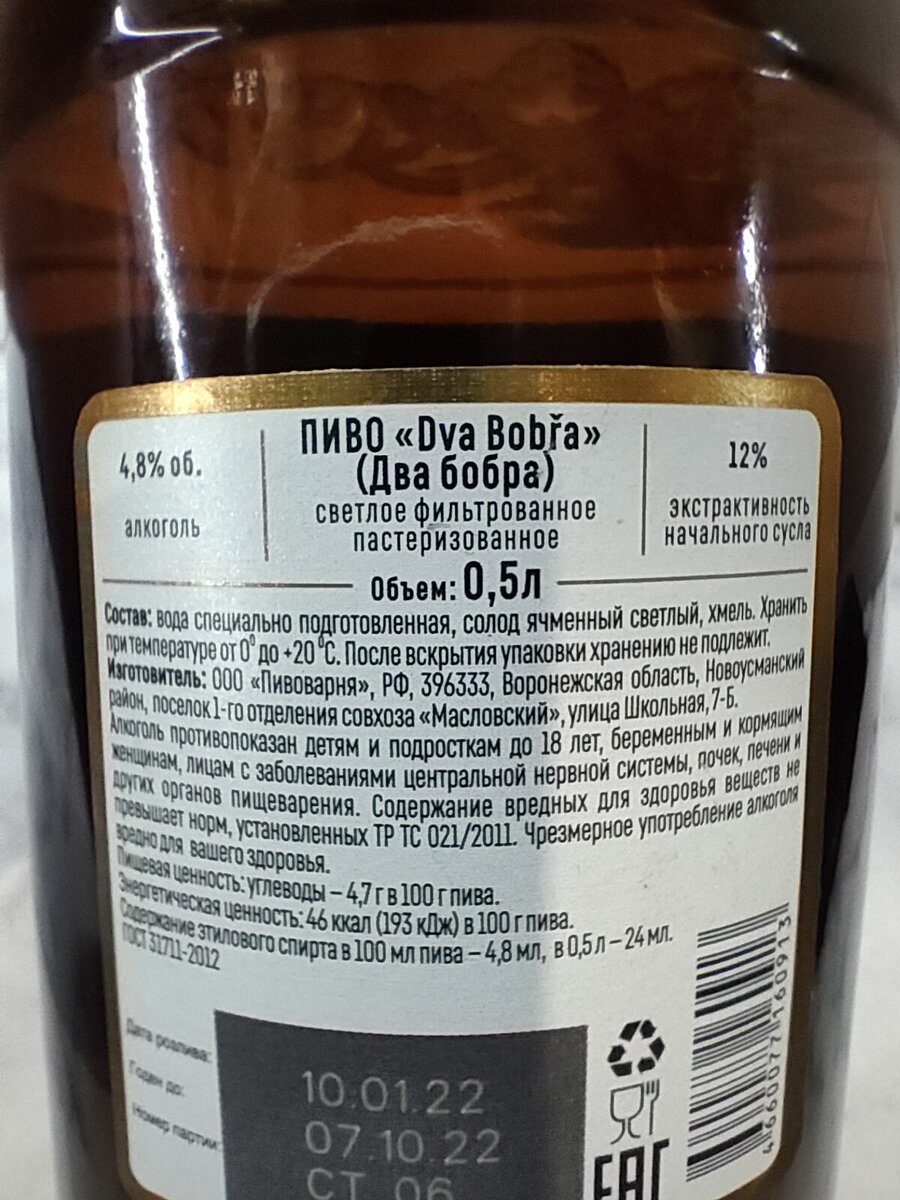 4,8% об.
алкоголь
ПИВО «Dva Bobřa»
(Два бобра)
светлое фильтрованное
пастеризованное
12%
экстрактивность
начального сусла
Объем: 0,5л
Состав: вода специально подготовленная, солод ячменный светлый, хмель. Хранить
при температуре от 0° до +20 °С. После вскрытия упаковки хранению не подлежит.
Изготовитель: ООО «Пивоварня», РФ, 396333, Воронежская область, Новоусманский
район, поселок 1-го отделения совхоза «Масловский», улица Школьная, 7-Б.
Алкоголь противопоказан детям и подросткам до 18 лет, беременным и кормящим
женщинам, лицам с заболеваниями центральной нервной системы, почек, печени и
других органов пищеварения. Содержание вредных для здоровья веществ не
превышает норм, установленных ТР ТС 021/2011. Чрезмерное употребление алкоголя
вредно для вашего здоровья.
Пищевая ценность: углеводы – 4,7 г в 100 г пива.
Энергетическая ценность: 46 ккал (193 кДж) в 100 г пива.
Содержание этилового спирта в 100 мл пива – 4,8 мл, в 0,5 л – 24 мл.
ГОСТ 31711-2012
Дата розлива:
Годен до:
Номер партии:
10.01.22
07.10.22
СТ 06
4660077160913
ЕАС